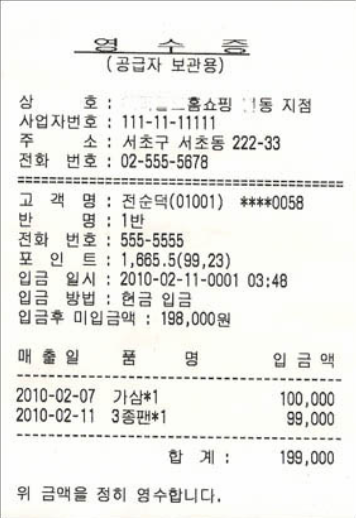 영 수 증
(공급자 보관용)
상 호 : 홈쇼핑 동 지점
사업자번호 : 111-11-11111
주 소 : 서초구 서초동 222-33
전화 번호 : 02-555-5678
고 객 명 : 전순덕(01001) ****0058
반 명 : 1반
전화 번호 : 555-5555
포 인 트 : 1,665.5(99,23)
입금 일시 : 2010-02-11-0001 03:48
입금 방법 : 현금 입금
입금후 미입금액 : 198,000원
매 출 일 품 명 입 금 액
2010-02-07 가삼*1 100,000
2010-02-11 3종팬*1 99,000
합 계 : 199,000
위 금액을 정히 영수합니다.